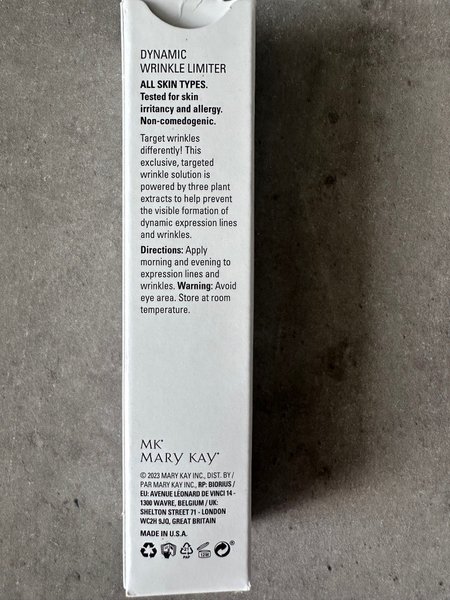 DYNAMIC
WRINKLE LIMITER
ALL SKIN TYPES.
Tested for skin
irritancy and allergy.
Non-comedogenic.
Target wrinkles
differently! This
exclusive, targeted
wrinkle solution is
powered by three plant
extracts to help prevent
the visible formation of
dynamic expression lines
and wrinkles.
Directions: Apply
morning and evening to
expression lines and
wrinkles. Warning: Avoid
eye area. Store at room
temperature.
MK®
MARY KAY®
© 2023 MARY KAY INC., DIST. BY /
PAR MARY KAY INC., RP: BIORIUS /
EU: AVENUE LÉONARD DE VINCI 14 -
1300 WAVRE, BELGIUM / UK:
SHELTON STREET 71 - LONDON
WC2H 9JQ, GREAT BRITAIN
MADE IN U.S.A.
PAP 12M ®